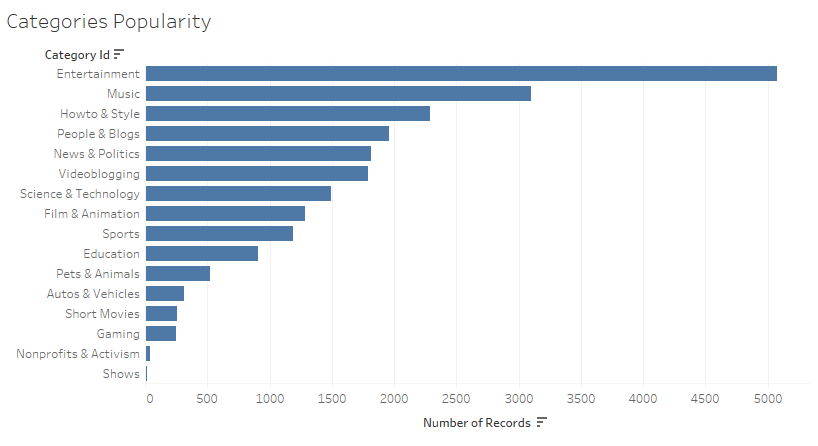 Categories Popularity
Category Id
Entertainment
Music
Howto & Style
People & Blogs
News & Politics
Videoblogging
Science & Technology
Film & Animation
Sports
Education
Pets & Animals
Autos & Vehicles
Short Movies
Gaming
Nonprofits & Activism
Shows
0 500 1000 1500 2000 2500 3000 3500 4000 4500 5000
Number of Records